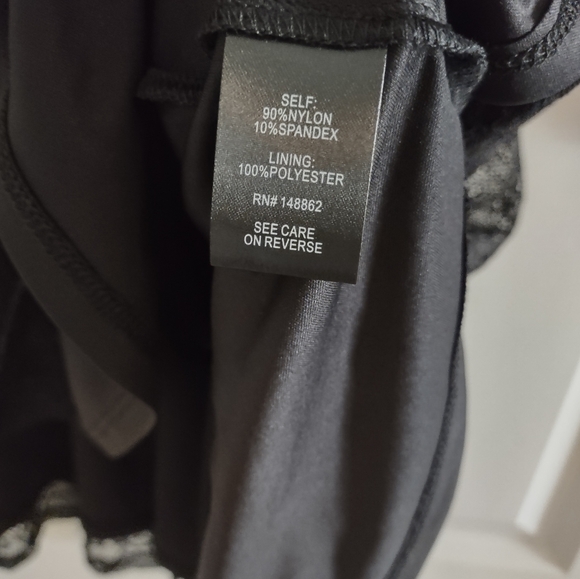 SELF:
90%NYLON
10%SPANDEX
LINING:
100%POLYESTER
RN# 148862
SEE CARE
ON REVERSE